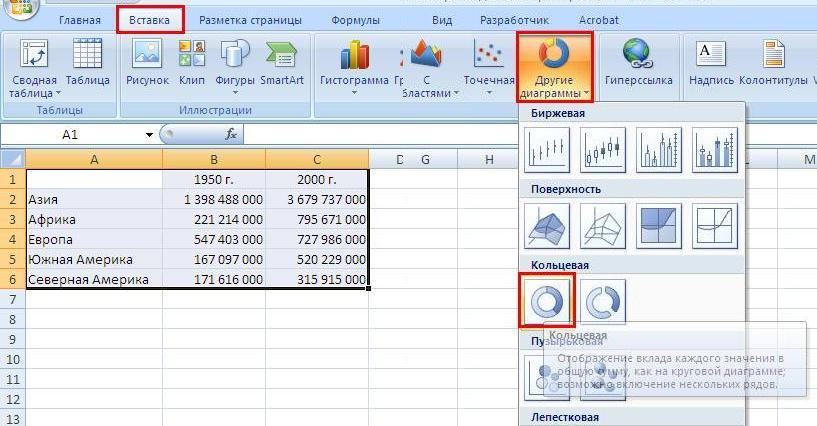 Главная Вставка Разметка страницы Формулы Вид Разработчик Acrobat
Сводная таблица Таблица Рисунок Клип Фигуры SmartArt Гистограмма С бластями Точечная Другие диаграммы Гиперссылка Надпись Колонтитулы
Таблицы Иллюстрации
A1 fx
Биржевая
A B C G H M
1 1950 г. 2000 г.
2 Азия 1 398 488 000 3 679 737 000
3 Африка 221 214 000 795 671 000
4 Европа 547 403 000 727 986 000
5 Южная Америка 167 097 000 520 229 000
6 Северная Америка 171 616 000 315 915 000
7
8
9
10
11
12
13
Поверхность
Кольцевая
Кольцевая
Пузырьковая
Отображение вклада каждого значения в
общую сумму, как на круговой диаграмме;
возможно включение нескольких рядов.
Лепестковая